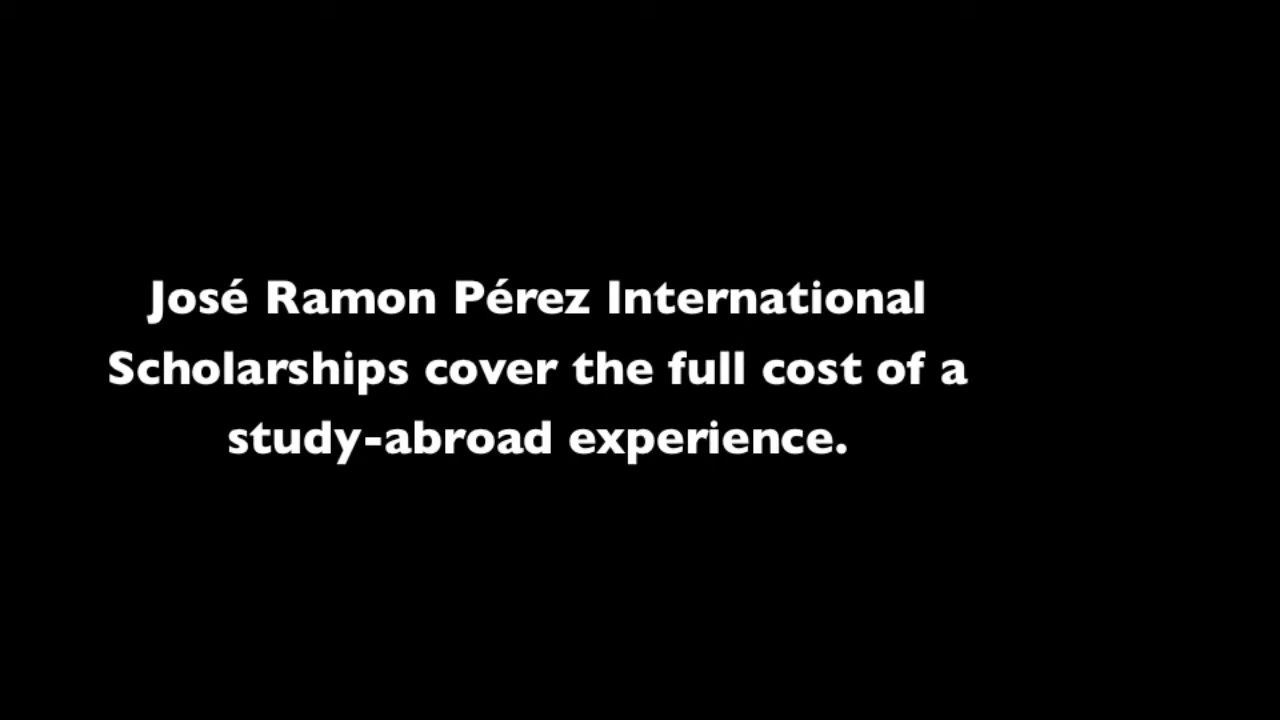 José Ramon Pérez International
Scholarships cover the full cost of a
study-abroad experience.